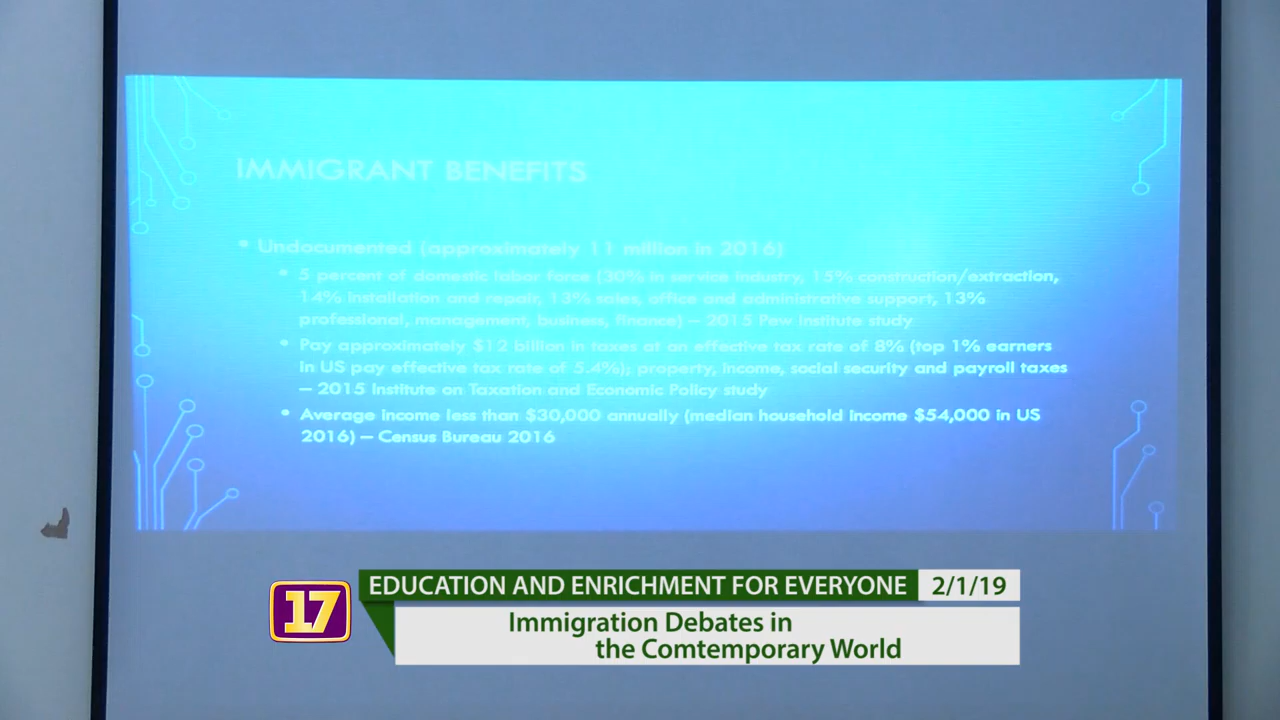 IMMIGRANT BENEFITS
• Undocumented (approximately 11 million in 2016)
• 5 percent of domestic labor force (30% in service industry, 15% construction/extraction,
14% installation and repair, 13% sales, office and administrative support, 13%
professional, management, business, finance) – 2015 Pew Institute study
• Pay approximately $12 billion in taxes at an effective tax rate of 8% (top 1% earners
in US pay effective tax rate of 5.4%); property, income, social security and payroll taxes
– 2015 Institute on Taxation and Economic Policy study
• Average income less than $30,000 annually (median household income $54,000 in US
2016) – Census Bureau 2016
17
EDUCATION AND ENRICHMENT FOR EVERYONE 2/1/19
Immigration Debates in
the Comtemporary World